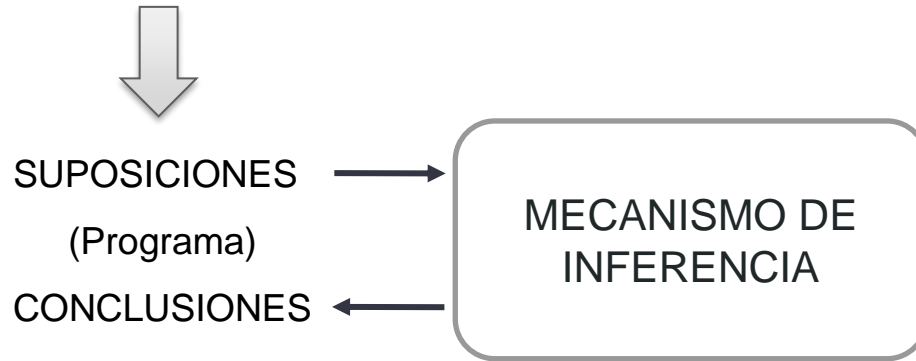 SUPOSICIONES
(Programa)
CONCLUSIONES
MECANISMO DE
INFERENCIA